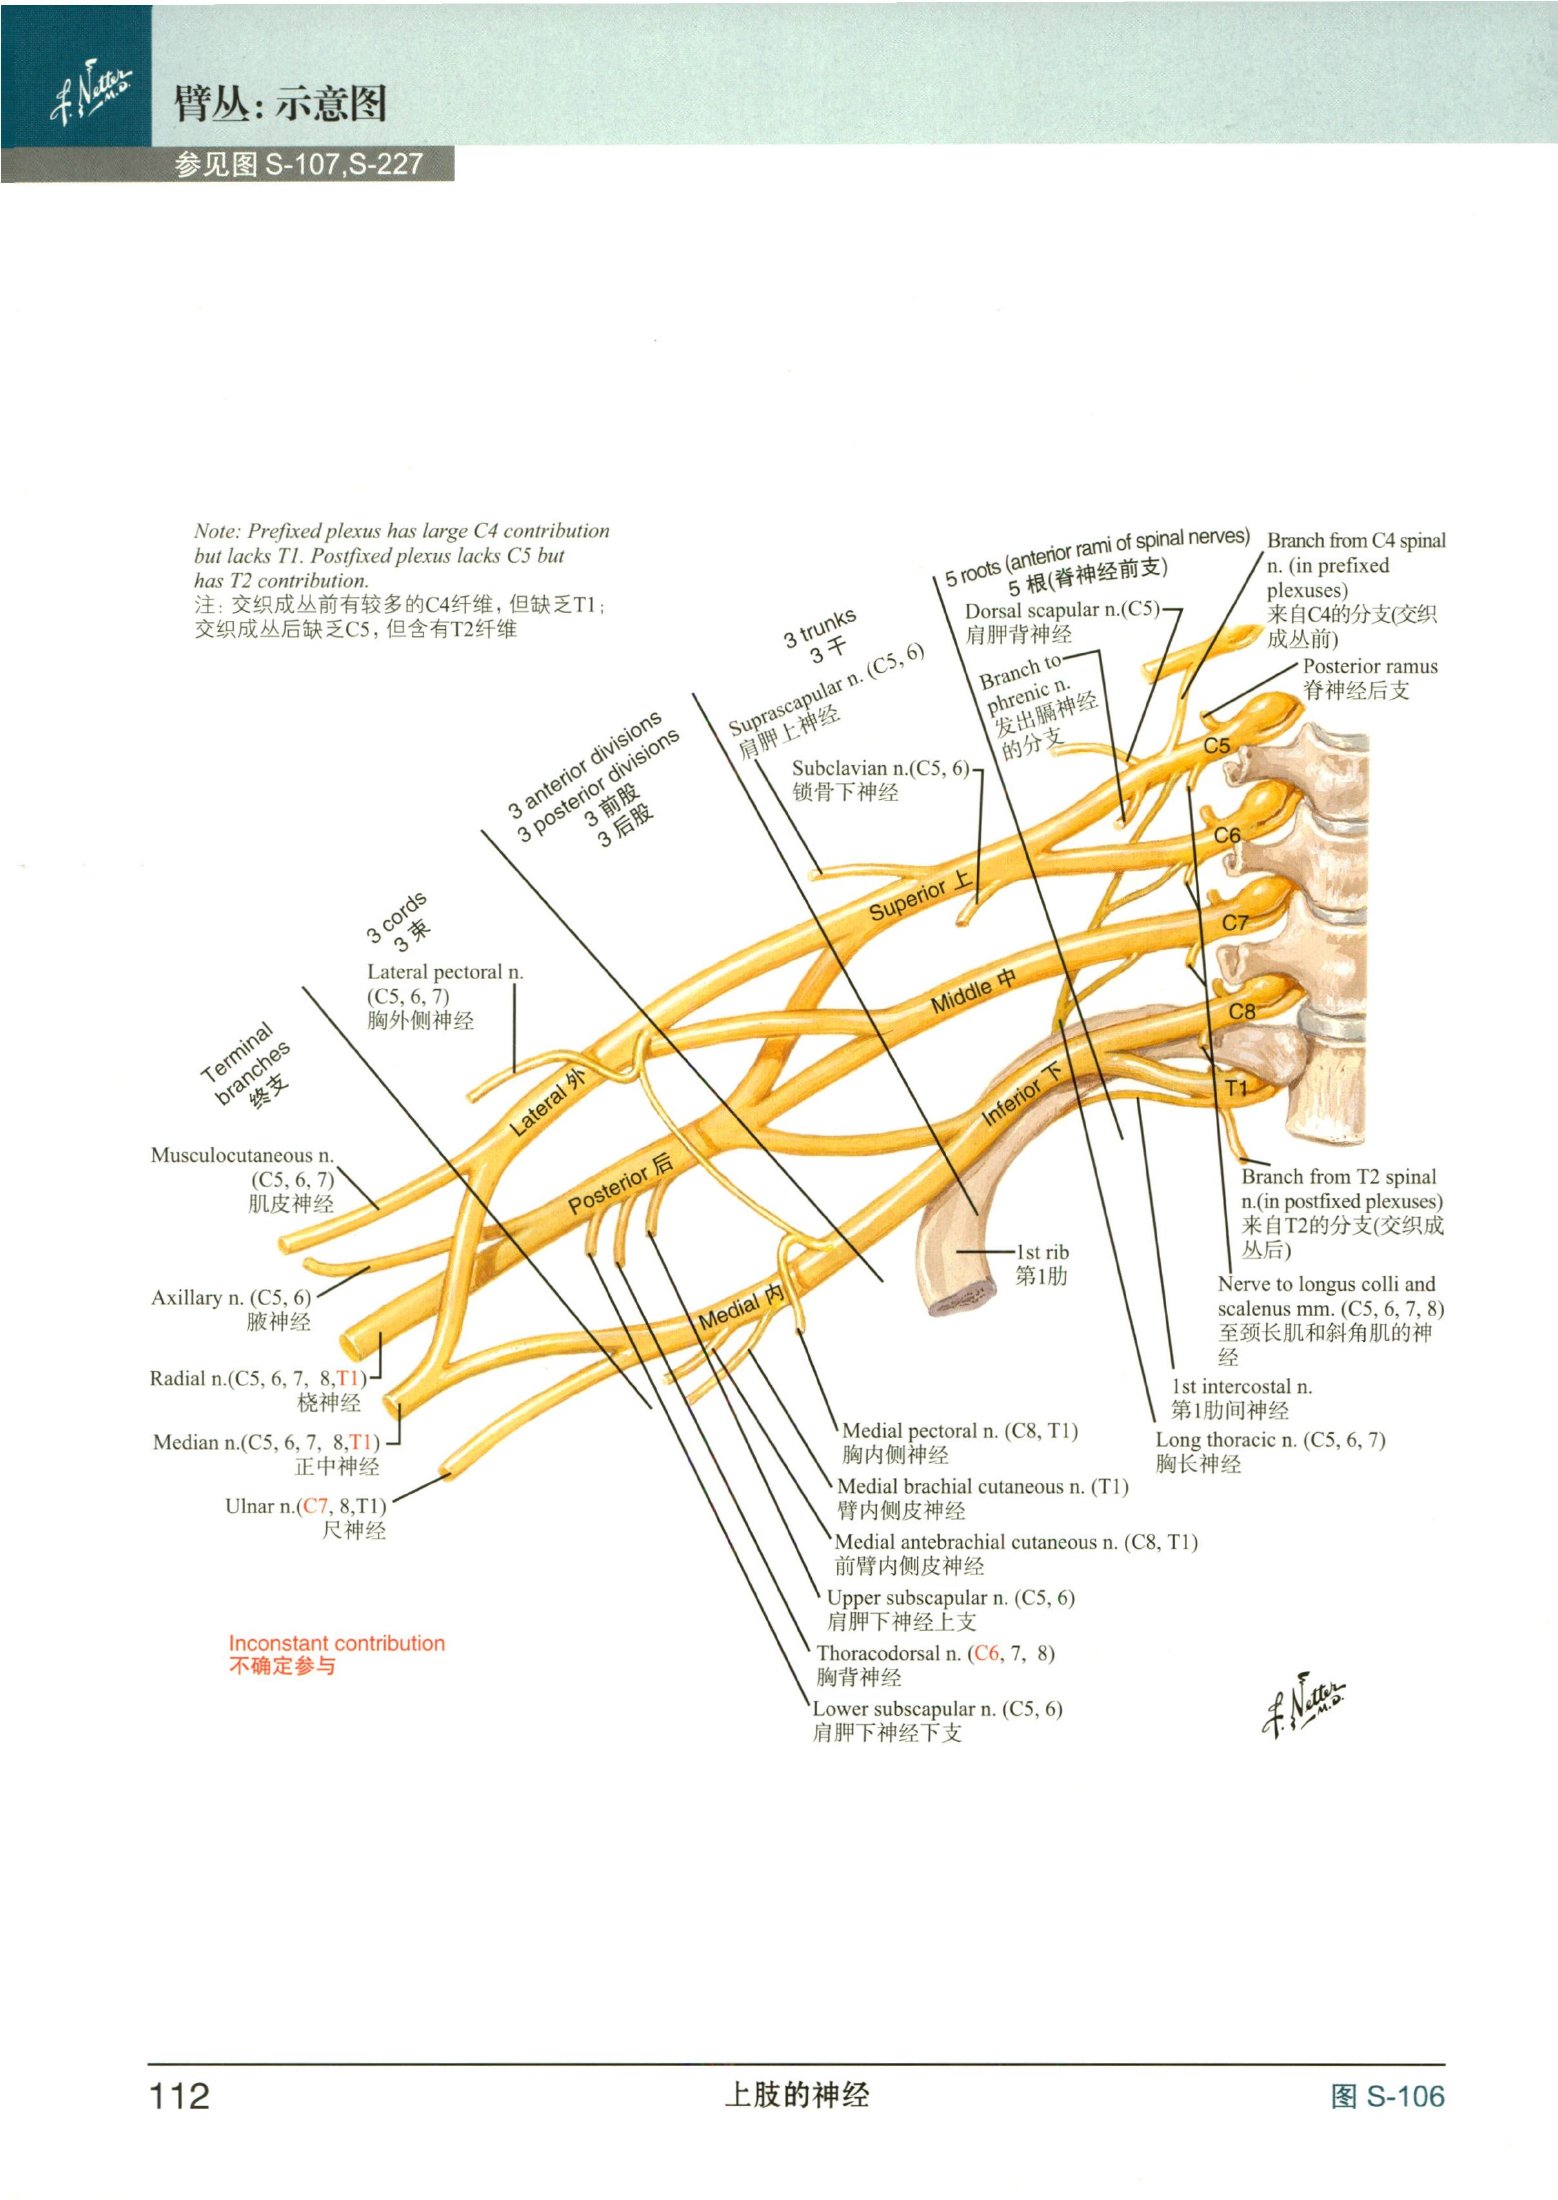 F. Netter M.D.
臂丛：示意图
参见图 S-107,S-227
Note: Prefixed plexus has large C4 contribution
but lacks T1. Postfixed plexus lacks C5 but
has T2 contribution.
注：交织成丛前有较多的C4纤维，但缺乏T1；
交织成丛后缺乏C5，但含有T2纤维
5 roots (anterior rami of spinal nerves)
5 根(脊神经前支)
Branch from C4 spinal
n. (in prefixed
plexuses)
来自C4的分支(交织
成丛前)
Dorsal scapular n.(C5)
肩胛背神经
Posterior ramus
脊神经后支
Branch to
phrenic n.
发出膈神经
的分支
3 trunks
3 干
Suprascapular n. (C5, 6)
肩胛上神经
Subclavian n.(C5, 6)
锁骨下神经
3 anterior divisions
3 posterior divisions
3 前股
3 后股
3 cords
3 束
Lateral pectoral n.
(C5, 6, 7)
胸外侧神经
Terminal
branches
终支
C5
C6
C7
C8
T1
Superior 上
Middle 中
Inferior 下
Lateral 外
Posterior 后
Medial 内
Musculocutaneous n.
(C5, 6, 7)
肌皮神经
Axillary n. (C5, 6)
腋神经
Radial n.(C5, 6, 7, 8,T1)
桡神经
Median n.(C5, 6, 7, 8,T1)
正中神经
Ulnar n.(C7, 8,T1)
尺神经
1st rib
第1肋
Branch from T2 spinal
n.(in postfixed plexuses)
来自T2的分支(交织成
丛后)
Nerve to longus colli and
scalenus mm. (C5, 6, 7, 8)
至颈长肌和斜角肌的神
经
1st intercostal n.
第1肋间神经
Long thoracic n. (C5, 6, 7)
胸长神经
Medial pectoral n. (C8, T1)
胸内侧神经
Medial brachial cutaneous n. (T1)
臂内侧皮神经
Medial antebrachial cutaneous n. (C8, T1)
前臂内侧皮神经
Upper subscapular n. (C5, 6)
肩胛下神经上支
Thoracodorsal n. (C6, 7, 8)
胸背神经
Lower subscapular n. (C5, 6)
肩胛下神经下支
Inconstant contribution
不确定参与
F. Netter M.D.
112
上肢的神经
图 S-106